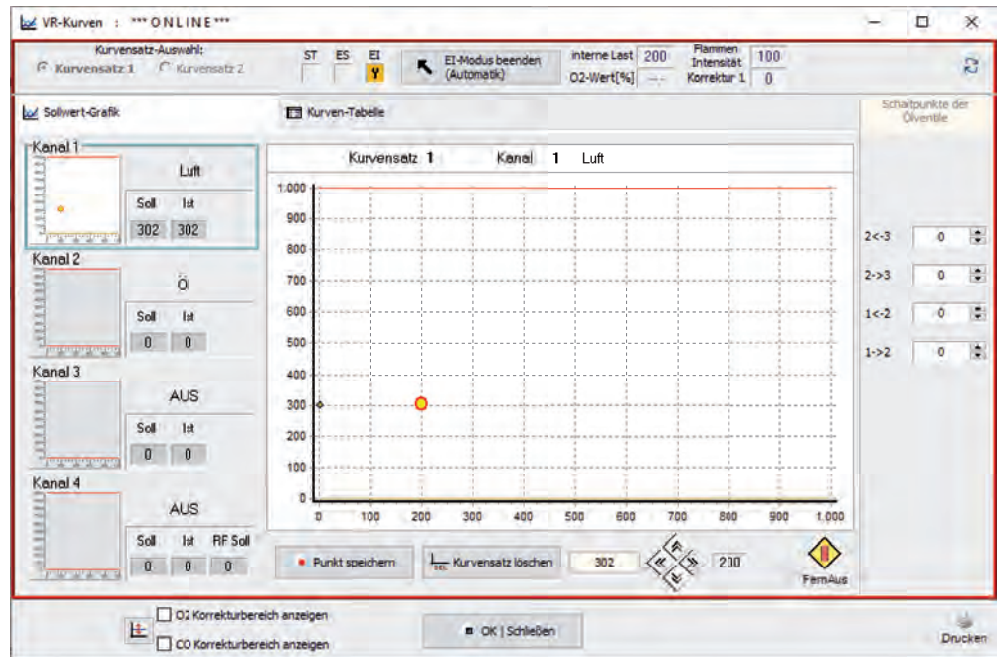 VR-Kurven : *** O N L I N E ***
Kurvensatz-Auswahl:
Kurvensatz 1 Kurvensatz 2
ST ES EI
EI-Modus beenden
(Automatik)
interne Last 200
O2-Wert[%] ---
Flammen
Intensität 100
Korrektur 1 0
Sollwert-Grafik
Kurven-Tabelle
Schaltpunkte der
Ölventile
Kanal 1
Luft
Soll Ist
302 302
Kanal 2
Ö
Soll Ist
0 0
Kanal 3
AUS
Soll Ist
0 0
Kanal 4
AUS
Soll Ist RF Soll
0 0 0
Kurvensatz 1 Kanal 1 Luft
1.000
900
800
700
600
500
400
300
200
100
0
0 100 200 300 400 500 600 700 800 900 1.000
2<-3 0
2->3 0
1<-2 0
1->2 0
Punkt speichern
Kurvensatz löschen
302
FernAus
O2 Korrekturbereich anzeigen
CO Korrekturbereich anzeigen
OK | Schließen
Drucken